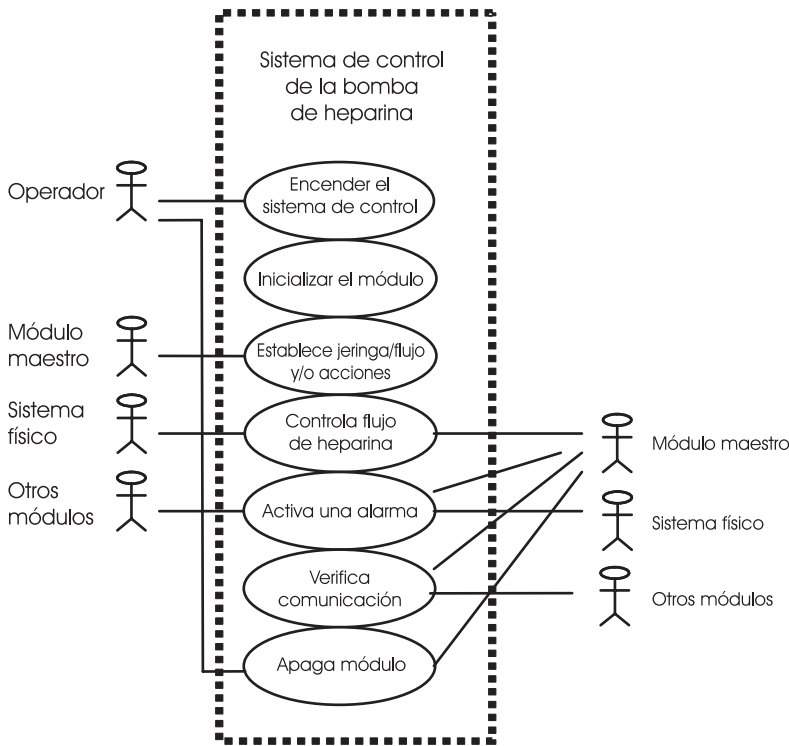 Sistema de control
de la bomba
de heparina
Operador
Encender el
sistema de control
Inicializar el módulo
Módulo
maestro
Establece jeringa/flujo
y/o acciones
Sistema
físico
Controla flujo
de heparina
Módulo maestro
Otros
módulos
Activa una alarma
Sistema físico
Verifica
comunicación
Otros módulos
Apaga módulo